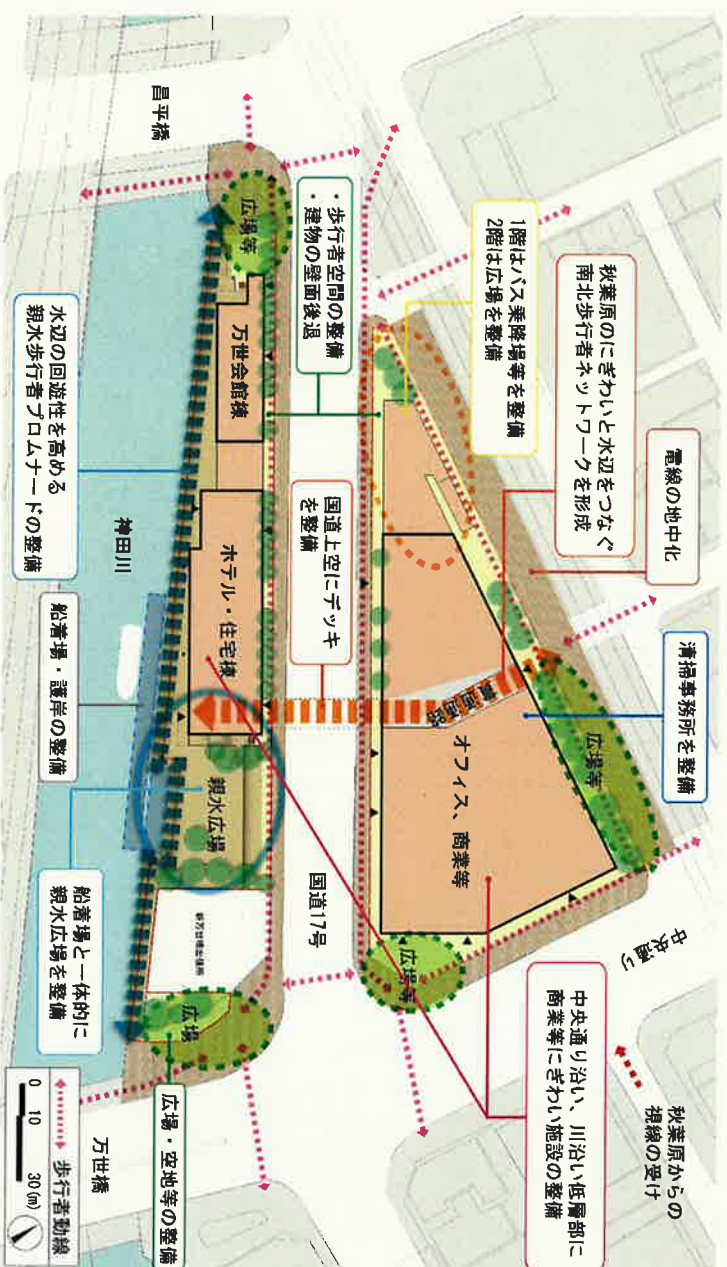 秋葉原からの
視線の受け
中央通り
中央通り沿い、川沿い低層部に
商業等にぎわい施設の整備
電線の地中化
清掃事務所を整備
秋葉原のにぎわいと水辺をつなぐ
南北歩行者ネットワークを形成
1階はバス乗降場等を整備
2階は広場を整備
広場等
貫通通路
オフィス、商業等
広場等
・歩行者空間の整備
・建物の壁面後退
国道上空にデッキ
を整備
国道17号
昌平橋
広場等
万世会館棟
ホテル・住宅棟
親水広場
新万世橋出張所
広場
水辺の回遊性を高める
親水歩行者プロムナードの整備
神田川
船着場・護岸の整備
船着場と一体的に
親水広場を整備
広場・空地等の整備
万世橋
歩行者動線
0 10 30(m)